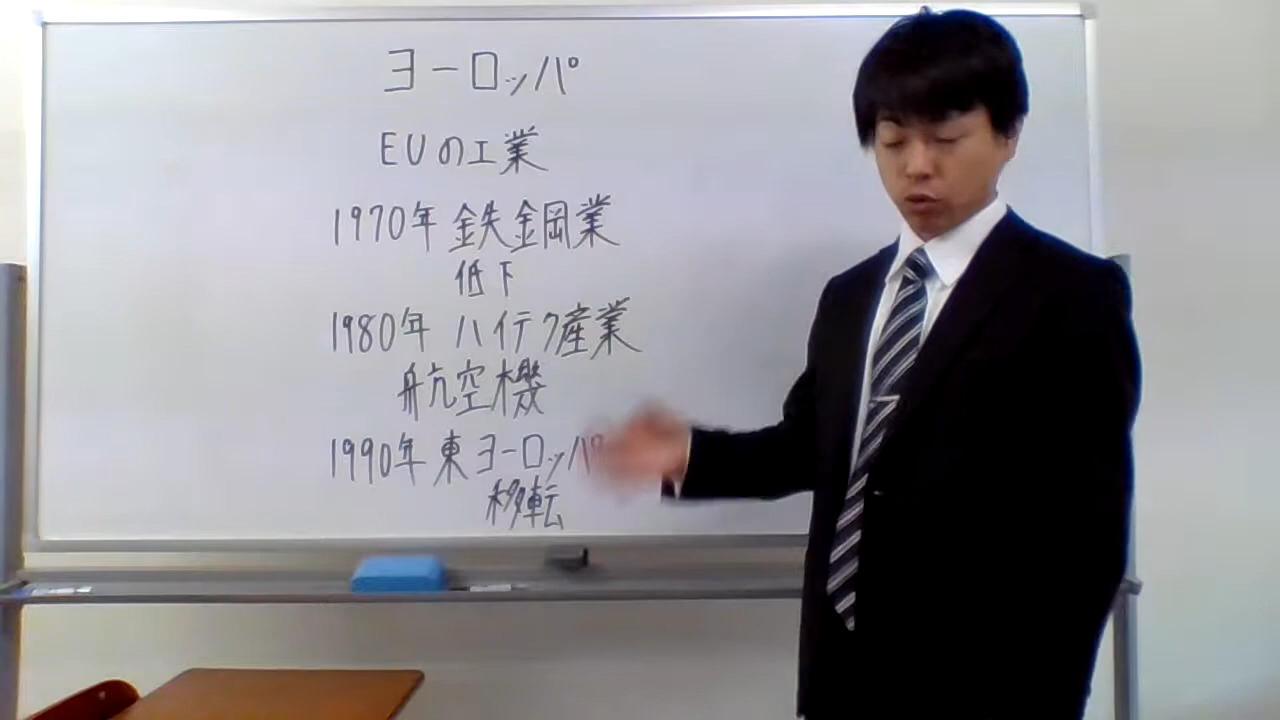 ヨーロッパ
EUの工業
1970年 鉄鋼業
低下
1980年 ハイテク産業
航空機
1990年 東ヨーロッパ
移転